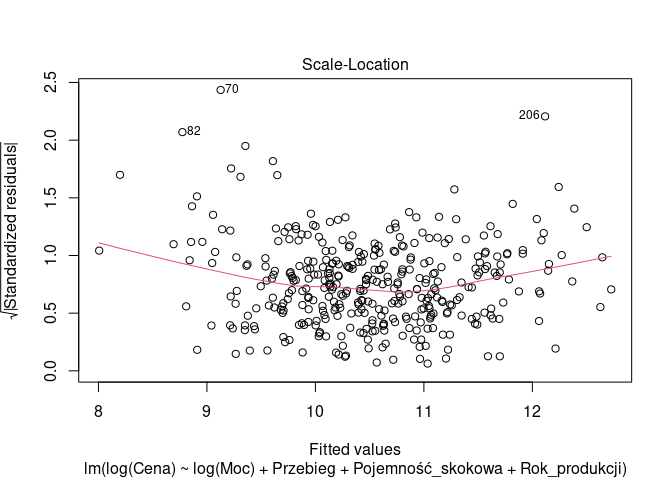 Scale-Location
√|Standardized residuals|
2.5
2.0
1.5
1.0
0.5
0.0
70
82
206
8 9 10 11 12
Fitted values
lm(log(Cena) ~ log(Moc) + Przebieg + Pojemność_skokowa + Rok_produkcji)